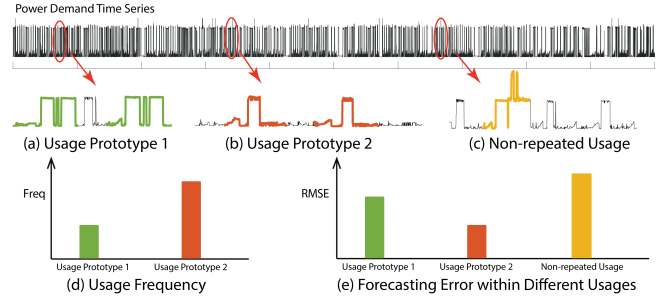 Power Demand Time Series
(a) Usage Prototype 1
(b) Usage Prototype 2
(c) Non-repeated Usage
Freq
Usage Prototype 1
Usage Prototype 2
(d) Usage Frequency
RMSE
Usage Prototype 1
Usage Prototype 2
Non-repeated Usage
(e) Forecasting Error within Different Usages